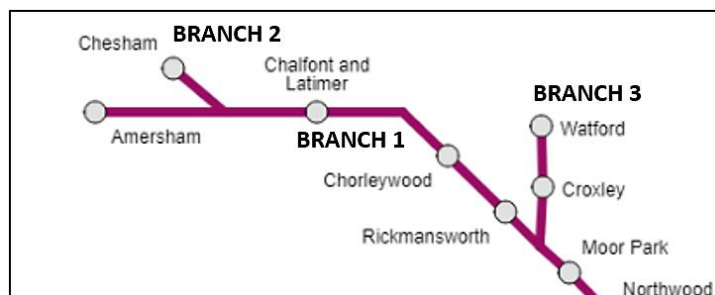 Chesham
BRANCH 2
Chalfont and
Latimer
BRANCH 3
Watford
Amersham
BRANCH 1
Chorleywood
Croxley
Rickmansworth
Moor Park
Northwood